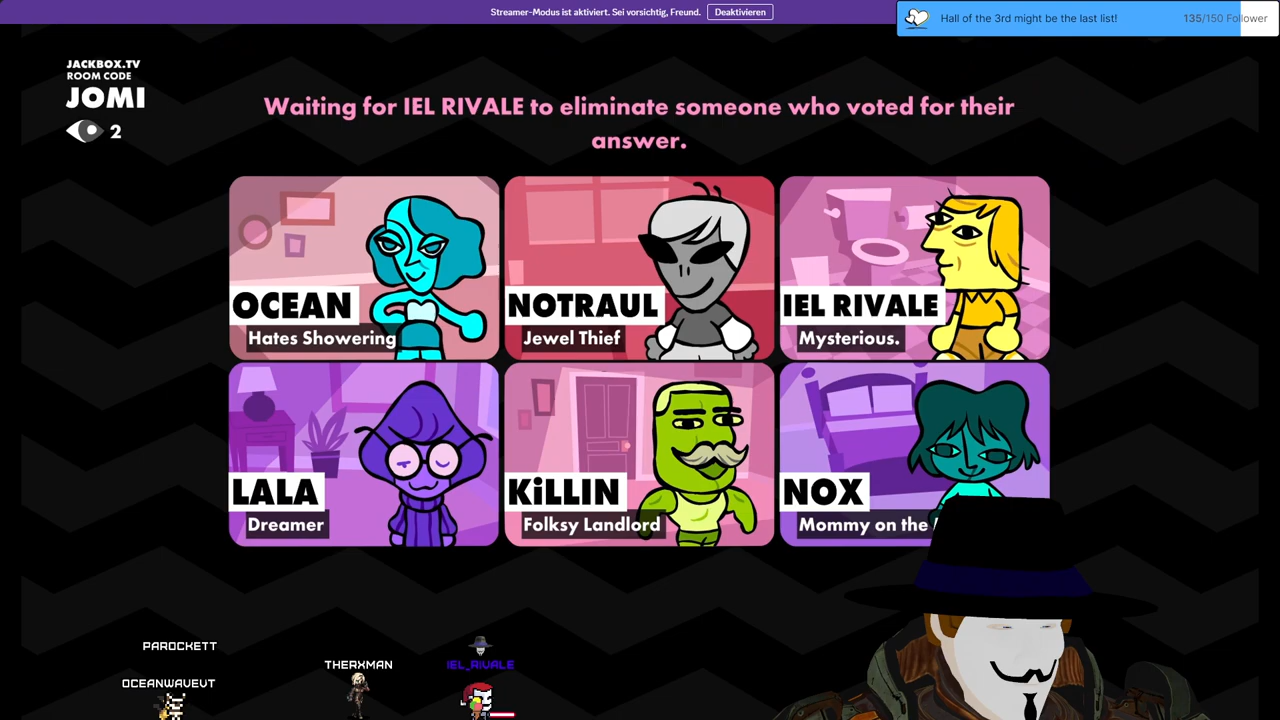 Streamer-Modus ist aktiviert. Sei vorsichtig, Freund.
Deaktivieren
Hall of the 3rd might be the last list!
135/150 Follower
JACKBOX.TV
ROOM CODE
JOMI
2
Waiting for IEL RIVALE to eliminate someone who voted for their
answer.
OCEAN
Hates Showering
NOTRAUL
Jewel Thief
IEL RIVALE
Mysterious.
LALA
Dreamer
KiLLIN
Folksy Landlord
NOX
Mommy on the
PAROCKETT
THERXMAN
IEL_RIVALE
OCEANWAVEVT